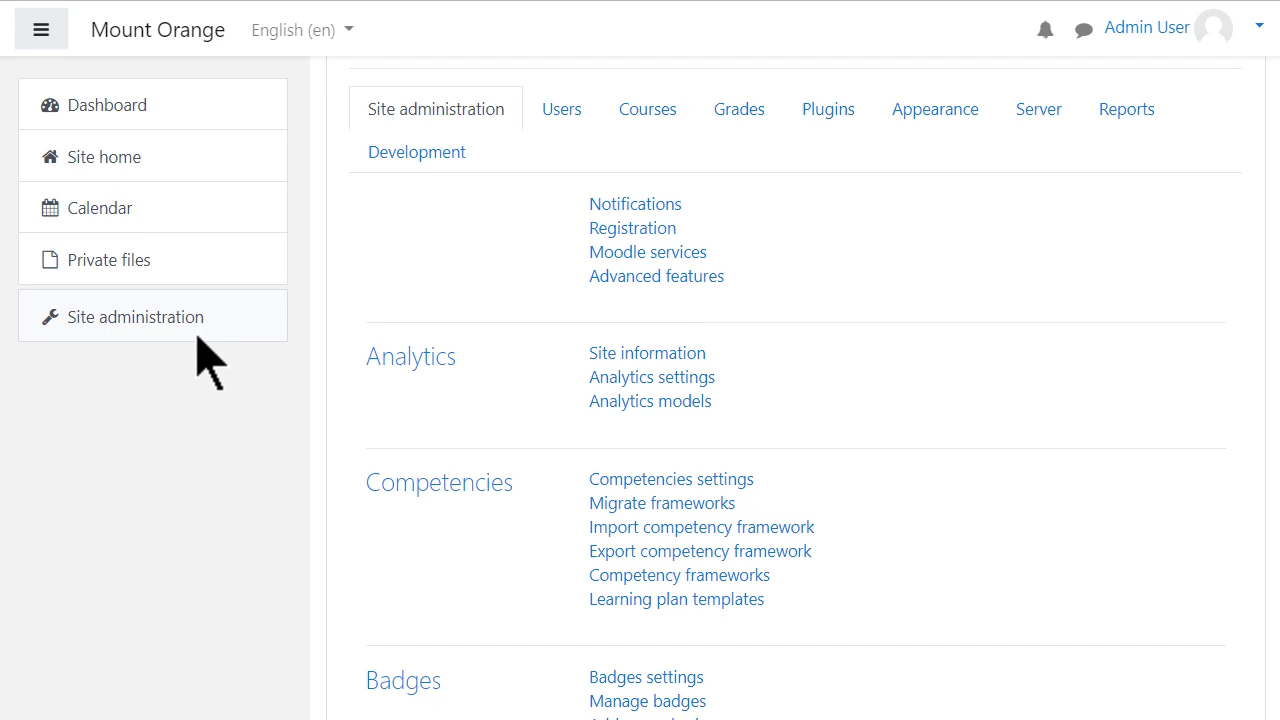 Mount Orange English (en) Admin User
Dashboard
Site home
Calendar
Private files
Site administration
Site administration Users Courses Grades Plugins Appearance Server Reports
Development
Notifications
Registration
Moodle services
Advanced features
Analytics
Site information
Analytics settings
Analytics models
Competencies
Competencies settings
Migrate frameworks
Import competency framework
Export competency framework
Competency frameworks
Learning plan templates
Badges
Badges settings
Manage badges